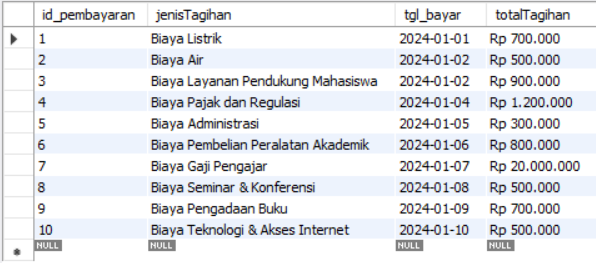 id_pembayaran jenisTagihan tgl_bayar totalTagihan
1 Biaya Listrik 2024-01-01 Rp 700.000
2 Biaya Air 2024-01-02 Rp 500.000
3 Biaya Layanan Pendukung Mahasiswa 2024-01-02 Rp 900.000
4 Biaya Pajak dan Regulasi 2024-01-04 Rp 1.200.000
5 Biaya Administrasi 2024-01-05 Rp 300.000
6 Biaya Pembelian Peralatan Akademik 2024-01-06 Rp 800.000
7 Biaya Gaji Pengajar 2024-01-07 Rp 20.000.000
8 Biaya Seminar & Konferensi 2024-01-08 Rp 500.000
9 Biaya Pengadaan Buku 2024-01-09 Rp 700.000
10 Biaya Teknologi & Akses Internet 2024-01-10 Rp 500.000
NULL NULL NULL NULL